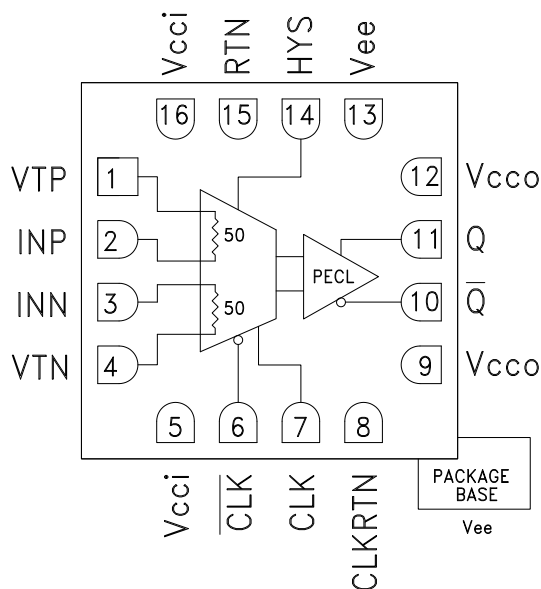 Vcci
RTN
HYS
Vee
16
15
14
13
VTP
1
12
Vcco
INP
2
50
11
Q
PECL
INN
3
50
10
Q̅
VTN
4
9
Vcco
5
6
7
8
Vcci
C̅L̅K̅
CLK
CLKRTN
PACKAGE
BASE
Vee